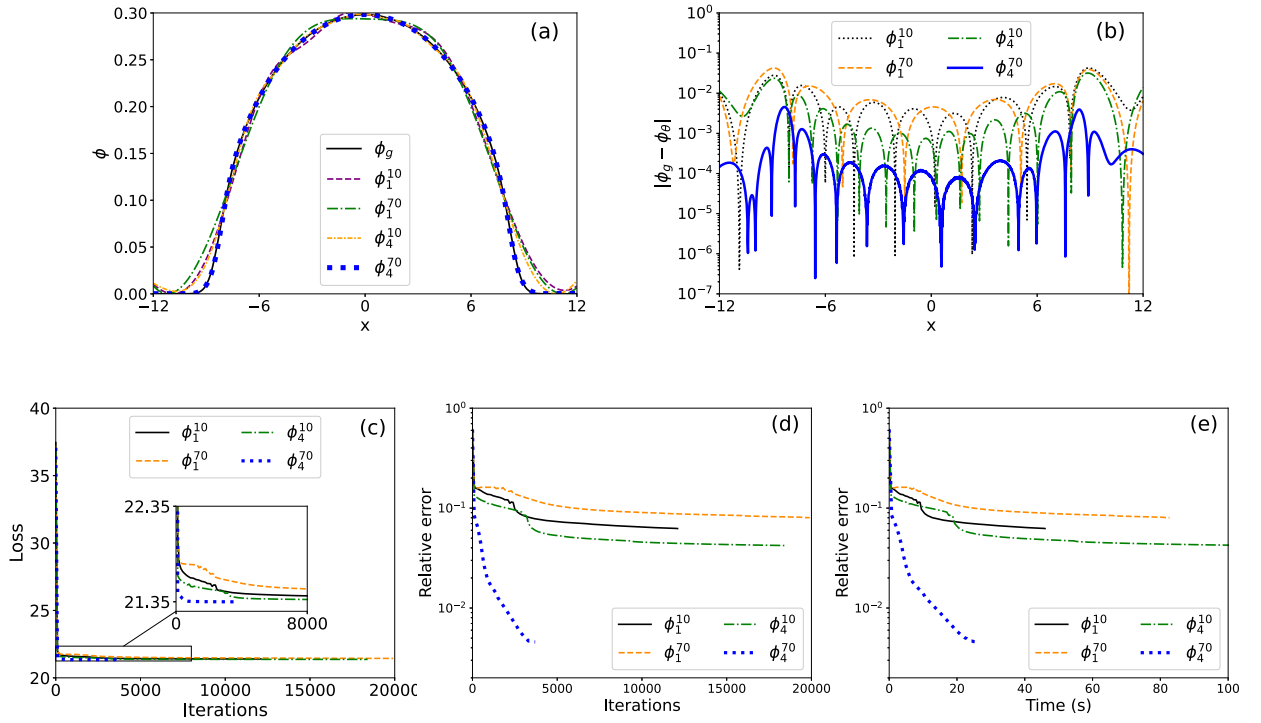 (a)
0.30
0.25
0.20
0.15
0.10
0.05
0.00
ϕ
ϕ_g
ϕ_1^10
ϕ_1^70
ϕ_4^10
ϕ_4^70
−12 −6 0 6 12
x
(b)
10^0
10^−1
10^−2
10^−3
10^−4
10^−5
10^−6
10^−7
|ϕ_g − ϕ_θ|
ϕ_1^10 ϕ_4^10
ϕ_1^70 ϕ_4^70
−12 −6 0 6 12
x
(c)
40
35
30
25
20
Loss
ϕ_1^10 ϕ_4^10
ϕ_1^70 ϕ_4^70
22.35
21.35
0 8000
0 5000 10000 15000 20000
Iterations
(d)
10^0
10^−1
10^−2
Relative error
ϕ_1^10 ϕ_4^10
ϕ_1^70 ϕ_4^70
0 5000 10000 15000 20000
Iterations
(e)
10^0
10^−1
10^−2
Relative error
ϕ_1^10 ϕ_4^10
ϕ_1^70 ϕ_4^70
0 20 40 60 80 100
Time (s)